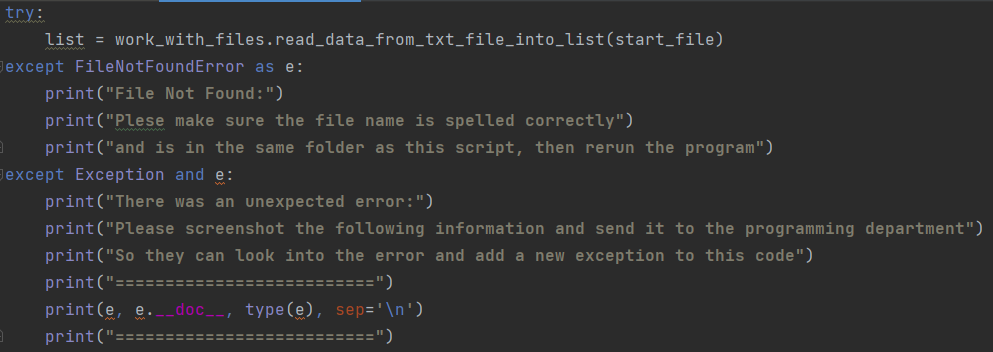 try:
    list = work_with_files.read_data_from_txt_file_into_list(start_file)
except FileNotFoundError as e:
    print("File Not Found:")
    print("Plese make sure the file name is spelled correctly")
    print("and is in the same folder as this script, then rerun the program")
except Exception and e:
    print("There was an unexpected error:")
    print("Please screenshot the following information and send it to the programming department")
    print("So they can look into the error and add a new exception to this code")
    print("==========================")
    print(e, e.__doc__, type(e), sep='\n')
    print("==========================")